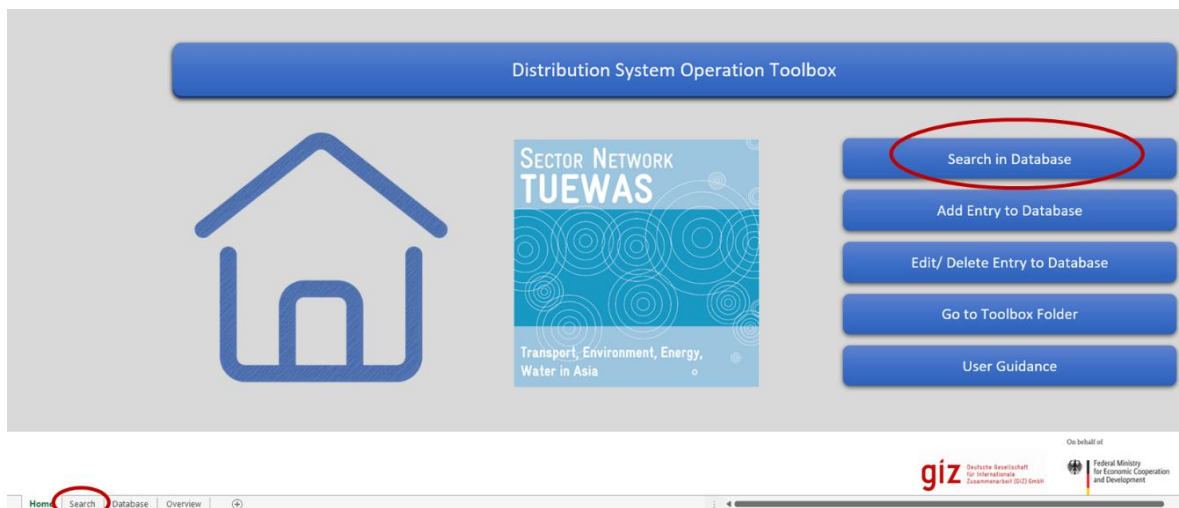 Distribution System Operation Toolbox
SECTOR NETWORK
TUEWAS
Transport, Environment, Energy,
Water in Asia
Search in Database
Add Entry to Database
Edit/ Delete Entry to Database
Go to Toolbox Folder
User Guidance
On behalf of
giz
Deutsche Gesellschaft
für Internationale
Zusammenarbeit (GIZ) GmbH
Federal Ministry
for Economic Cooperation
and Development
Home Search Database Overview